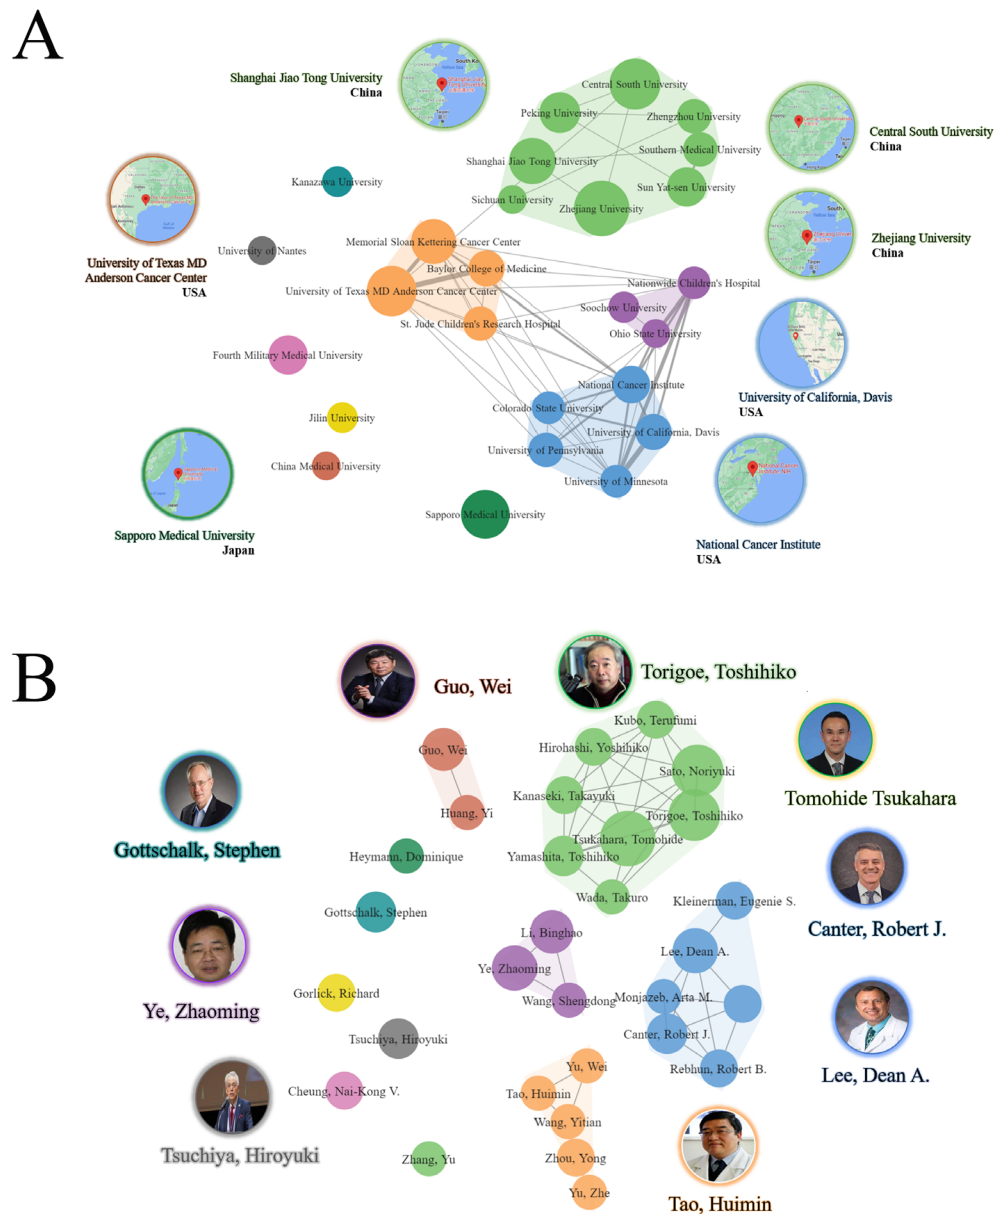 A
Shanghai Jiao Tong University
China
Central South University
Peking University
Zhengzhou University
Southern Medical University
Shanghai Jiao Tong University
Sun Yat-sen University
Sichuan University
Zhejiang University
Central South University
China
Kanazawa University
University of Nantes
Memorial Sloan Kettering Cancer Center
Baylor College of Medicine
University of Texas MD Anderson Cancer Center
St. Jude Children's Research Hospital
University of Texas MD
Anderson Cancer Center
USA
Nationwide Children's Hospital
Soochow University
Ohio State University
Zhejiang University
China
Fourth Military Medical University
Jilin University
China Medical University
National Cancer Institute
Colorado State University
University of California, Davis
University of Pennsylvania
University of Minnesota
University of California, Davis
USA
Sapporo Medical University
Sapporo Medical University
Japan
National Cancer Institute
USA
B
Guo, Wei
Torigoe, Toshihiko
Kubo, Terufumi
Guo, Wei
Hirohashi, Yoshihiko
Sato, Noriyuki
Kanaseki, Takayuki
Huang, Yi
Torigoe, Toshihiko
Tsukahara, Tomohide
Yamashita, Toshihiko
Wada, Takuro
Tomohide Tsukahara
Gottschalk, Stephen
Heymann, Dominique
Gottschalk, Stephen
Kleinerman, Eugenie S.
Li, Binghao
Lee, Dean A.
Ye, Zhaoming
Wang, Shengdong
Monjazeb, Arta M.
Canter, Robert J.
Rebhun, Robert B.
Canter, Robert J.
Ye, Zhaoming
Gorlick, Richard
Tsuchiya, Hiroyuki
Cheung, Nai-Kong V.
Yu, Wei
Tao, Huimin
Wang, Yitian
Zhou, Yong
Yu, Zhe
Lee, Dean A.
Tsuchiya, Hiroyuki
Zhang, Yu
Tao, Huimin